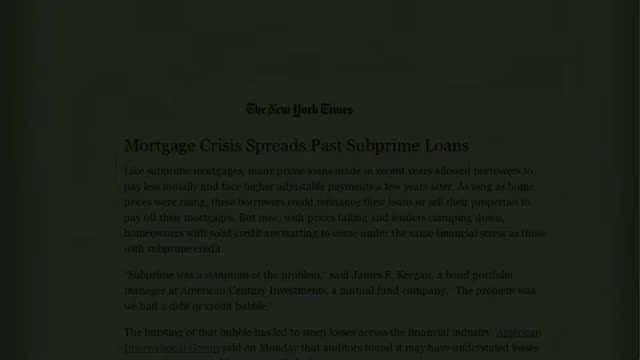 The New York Times
Mortgage Crisis Spreads Past Subprime Loans
Like subprime mortgages, many prime loans made in recent years allowed borrowers to
pay less initially and face higher adjustable payments a few years later. As long as home
prices were rising, these borrowers could refinance their loans or sell their properties to
pay off their mortgages. But now, with prices falling and lenders clamping down,
homeowners with solid credit are starting to come under the same financial stress as those
with subprime credit.
"Subprime was a symptom of the problem," said James F. Keegan, a bond portfolio
manager at American Century Investments, a mutual fund company. "The problem was
we had a debt or credit bubble."
The bursting of that bubble has led to steep losses across the financial industry. American
International Group said on Monday that auditors found it may have understated losses